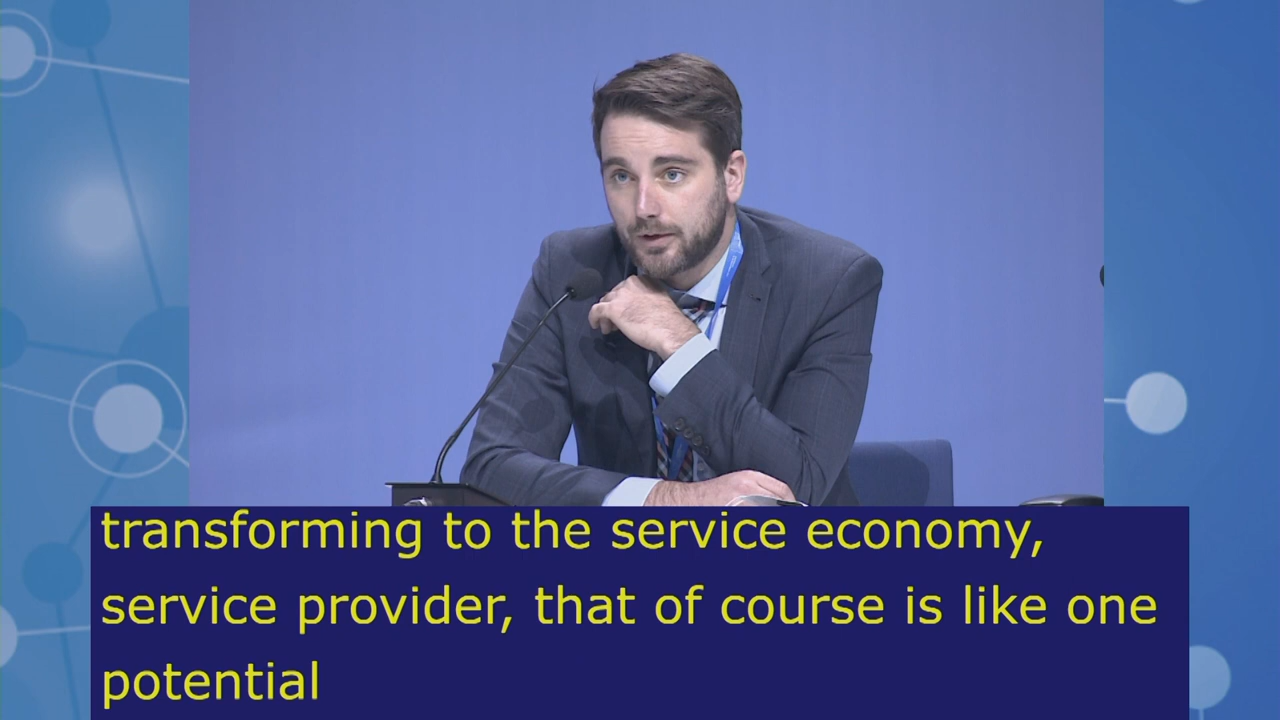 transforming to the service economy,
service provider, that of course is like one
potential